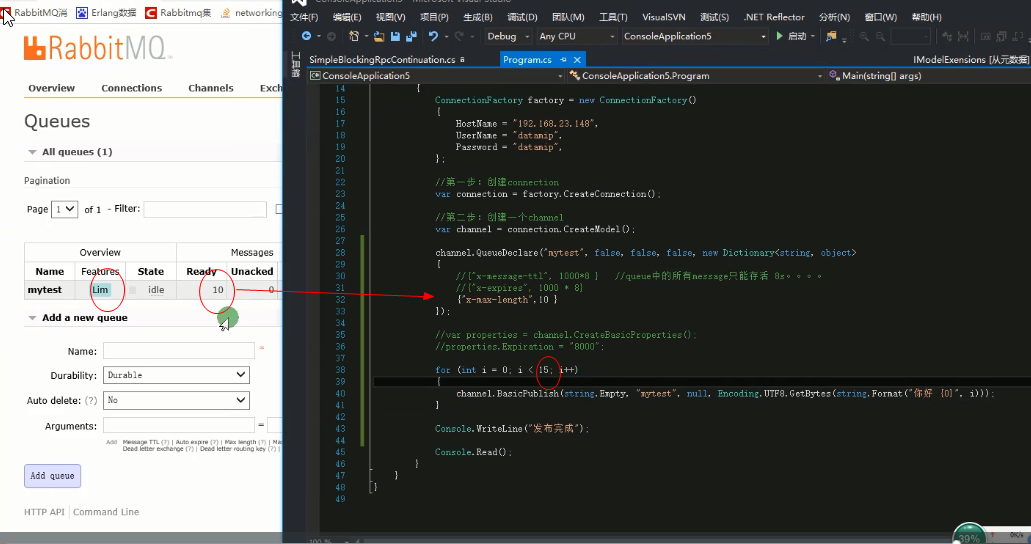 RabbitMQ消 Erlang数据 Rabbitmq集 networking
RabbitMQ
Overview Connections Channels Exch
Queues
All queues (1)
Pagination
Page 1 of 1 - Filter:
Overview Messages
Name Features State Ready Unacked
mytest Lim idle 10 0
Add a new queue
Name:
Durability: Durable
Auto delete: (?) No
Arguments: =
Add Message TTL (?) | Auto expire (?) | Max length (?) | Max
Dead letter exchange (?) | Dead letter routing key (?) |
Add queue
HTTP API Command Line
Visual Studio
文件(F) 编辑(E) 视图(V) 项目(P) 生成(B) 调试(D) 团队(M) 工具(T) VisualSVN 测试(S) .NET Reflector 分析(N) 窗口(W) 帮助(H)
Debug Any CPU ConsoleApplication5 启动
SimpleBlockingRpcContinuation.cs Program.cs IModelExensions [从元数据]
ConsoleApplication5 ConsoleApplication5.Program Main(string[] args)
14 {
15 ConnectionFactory factory = new ConnectionFactory()
16 {
17 HostName = "192.168.23.148",
18 UserName = "datamip",
19 Password = "datamip",
20 };
21
22 //第一步：创建connection
23 var connection = factory.CreateConnection();
24
25 //第二步：创建一个channel
26 var channel = connection.CreateModel();
27
28 channel.QueueDeclare("mytest", false, false, false, new Dictionary<string, object>
29 {
30 //{"x-message-ttl", 1000*8 } //queue中的所有message只能存活 8s。。。。
31 //{"x-expires", 1000 * 8}
32 {"x-max-length",10 }
33 });
34
35 //var properties = channel.CreateBasicProperties();
36 //properties.Expiration = "8000";
37
38 for (int i = 0; i < 15; i++)
39 {
40 channel.BasicPublish(string.Empty, "mytest", null, Encoding.UTF8.GetBytes(string.Format("你好 {0}", i)));
41 }
42
43 Console.WriteLine("发布完成");
44
45 Console.Read();
46 }
47 }
48 }
49
39% 0K/s
100 %